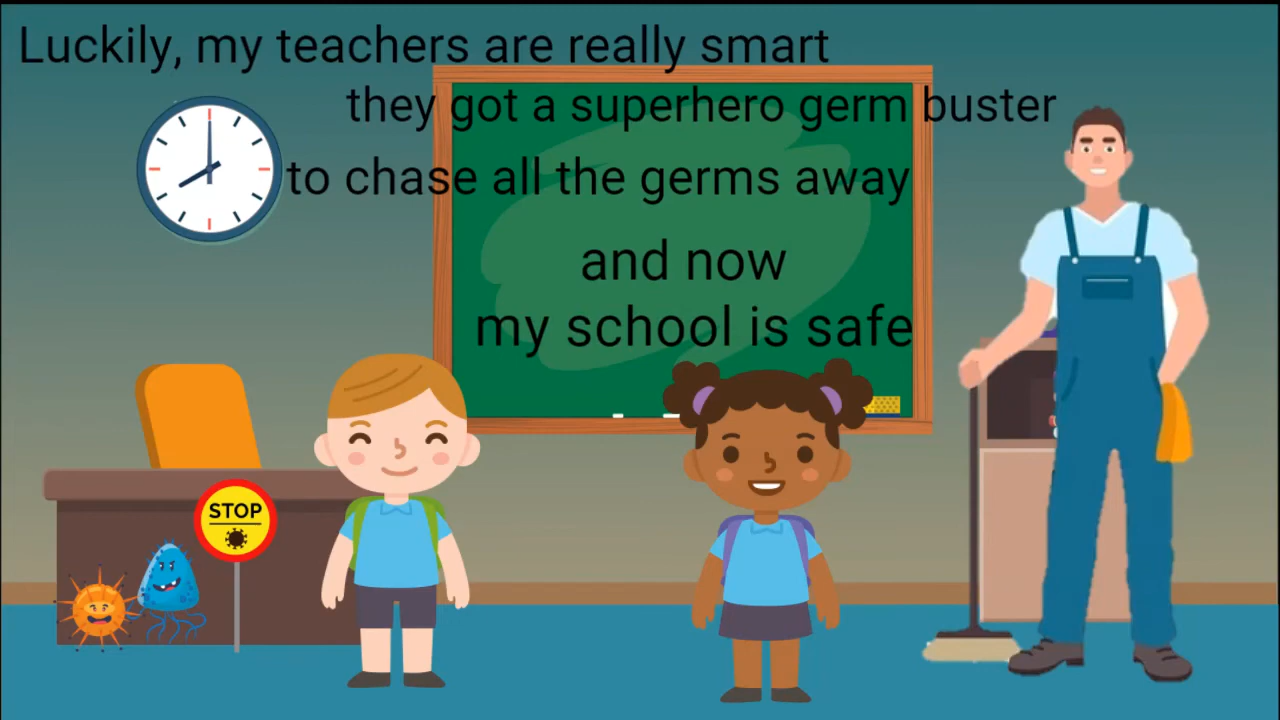 Luckily, my teachers are really smart
they got a superhero germ buster
to chase all the germs away
and now
my school is safe
STOP